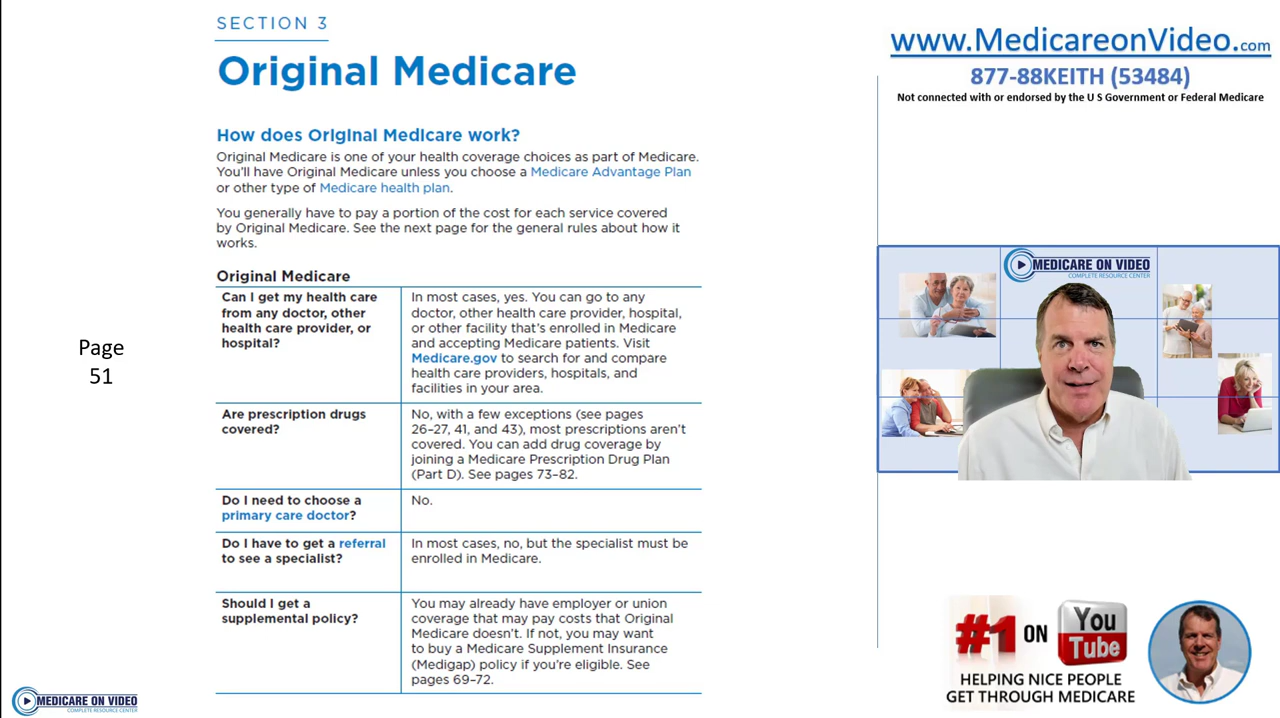 SECTION 3
Original Medicare
How does Original Medicare work?
Original Medicare is one of your health coverage choices as part of Medicare.
You'll have Original Medicare unless you choose a Medicare Advantage Plan
or other type of Medicare health plan.
You generally have to pay a portion of the cost for each service covered
by Original Medicare. See the next page for the general rules about how it
works.
Original Medicare
Can I get my health care
from any doctor, other
health care provider, or
hospital?
In most cases, yes. You can go to any
doctor, other health care provider, hospital,
or other facility that's enrolled in Medicare
and accepting Medicare patients. Visit
Medicare.gov to search for and compare
health care providers, hospitals, and
facilities in your area.
Are prescription drugs
covered?
No, with a few exceptions (see pages
26–27, 41, and 43), most prescriptions aren't
covered. You can add drug coverage by
joining a Medicare Prescription Drug Plan
(Part D). See pages 73–82.
Do I need to choose a
primary care doctor?
No.
Do I have to get a referral
to see a specialist?
In most cases, no, but the specialist must be
enrolled in Medicare.
Should I get a
supplemental policy?
You may already have employer or union
coverage that may pay costs that Original
Medicare doesn't. If not, you may want
to buy a Medicare Supplement Insurance
(Medigap) policy if you're eligible. See
pages 69–72.
Page
51
MEDICARE ON VIDEO
COMPLETE RESOURCE CENTER
www.MedicareonVideo.com
877-88KEITH (53484)
Not connected with or endorsed by the U S Government or Federal Medicare
MEDICARE ON VIDEO
COMPLETE RESOURCE CENTER
#1 ON You
Tube
HELPING NICE PEOPLE
GET THROUGH MEDICARE